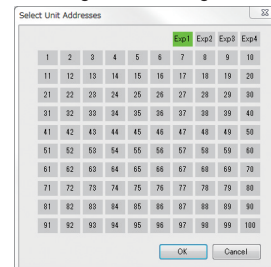 Select Unit Addresses
Exp1 Exp2 Exp3 Exp4
1 2 3 4 5 6 7 8 9 10
11 12 13 14 15 16 17 18 19 20
21 22 23 24 25 26 27 28 29 30
31 32 33 34 35 36 37 38 39 40
41 42 43 44 45 46 47 48 49 50
51 52 53 54 55 56 57 58 59 60
61 62 63 64 65 66 67 68 69 70
71 72 73 74 75 76 77 78 79 80
81 82 83 84 85 86 87 88 89 90
91 92 93 94 95 96 97 98 99 100
OK Cancel